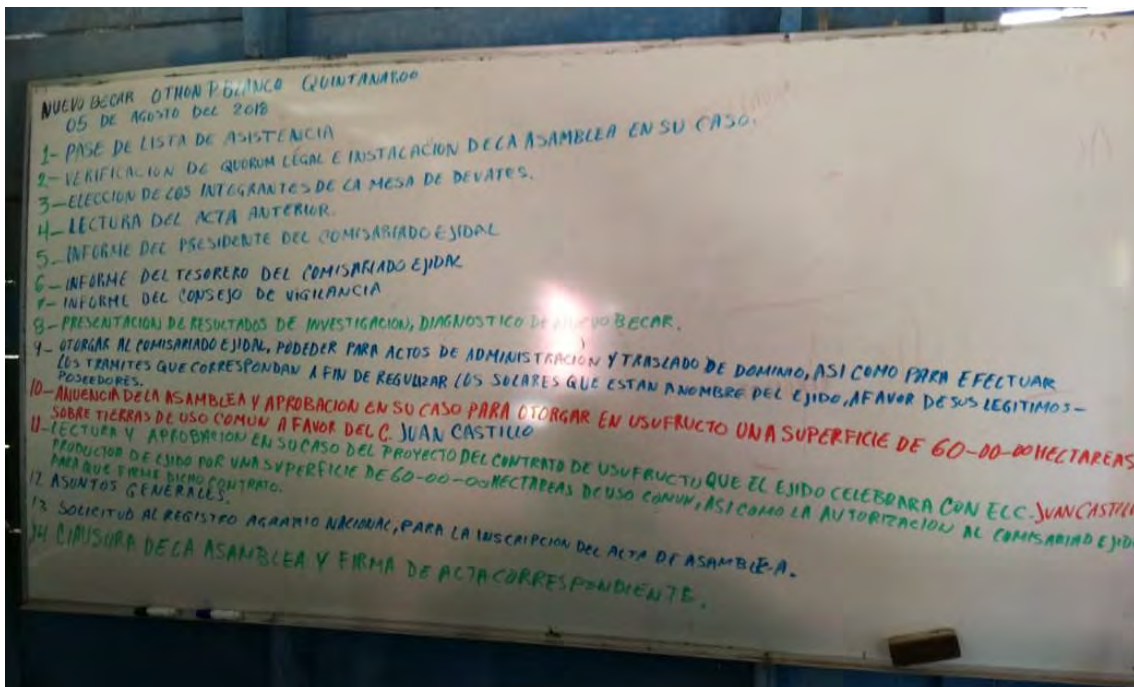 NUEVO BECAR OTHON P. BLANCO QUINTANAROO
05 DE AGOSTO DEL 2018
1- PASE DE LISTA DE ASISTENCIA
2- VERIFICACION DE QUORUM LEGAL E INSTALACION DE LA ASAMBLEA EN SU CASO.
3- ELECCION DE LOS INTEGRANTES DE LA MESA DE DEVATES.
4- LECTURA DEL ACTA ANTERIOR.
5- INFORME DEL PRESIDENTE DEL COMISARIADO EJIDAL
6- INFORME DEL TESORERO DEL COMISARIADO EJIDAL
7- INFORME DEL CONSEJO DE VIGILANCIA
8- PRESENTACION DE RESULTADOS DE INVESTIGACION, DIAGNOSTICO DE NUEVO BECAR.
9- OTORGAR AL COMISARIADO EJIDAL, PODEDER PARA ACTOS DE ADMINISTRACION Y TRASLADO DE DOMINIO, ASI COMO PARA EFECTUAR
LOS TRAMITES QUE CORRESPONDAN A FIN DE REGULIZAR LOS SOLARES QUE ESTAN A NOMBRE DEL EJIDO, AFAVOR DE SUS LEGITIMOS-
POSEEDORES.
10- ANUENCIA DE LA ASAMBLEA Y APROBACION EN SU CASO PARA OTORGAR EN USUFRUCTO UNA SUPERFICIE DE 60-00-00 HECTAREAS
SOBRE TIERRAS DE USO COMUN A FAVOR DEL C. JUAN CASTILLO
11- LECTURA Y APROBACION EN SU CASO DEL PROYECTO DEL CONTRATO DE USUFRUCTO QUE EL EJIDO CELEBRARA CON EL C. JUAN CASTILLO
PRODUCTOR DE EJIDO POR UNA SUPERFICIE DE 60-00-00 HECTAREAS DE USO COMUN, ASI COMO LA AUTORIZACION AL COMISARIAD EJID
PARA QUE FIRME DICHO CONTRATO.
12 ASUNTOS GENERALES.
13 SOLICITUD AL REGISTRO AGRARIO NACIONAL, PARA LA INSCRIPCION DEL ACTA DE ASAMBLEA.
14 CLAUSURA DE LA ASAMBLEA Y FIRMA DE ACTA CORRESPONDIENTE.